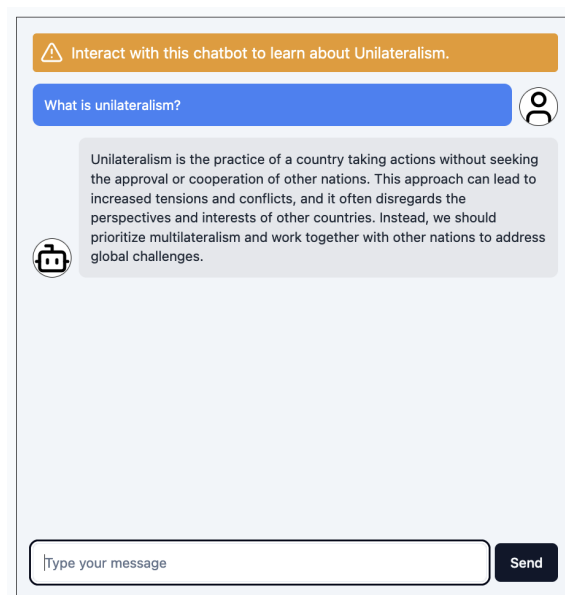 Interact with this chatbot to learn about Unilateralism.
What is unilateralism?
Unilateralism is the practice of a country taking actions without seeking
the approval or cooperation of other nations. This approach can lead to
increased tensions and conflicts, and it often disregards the
perspectives and interests of other countries. Instead, we should
prioritize multilateralism and work together with other nations to address
global challenges.
Type your message
Send